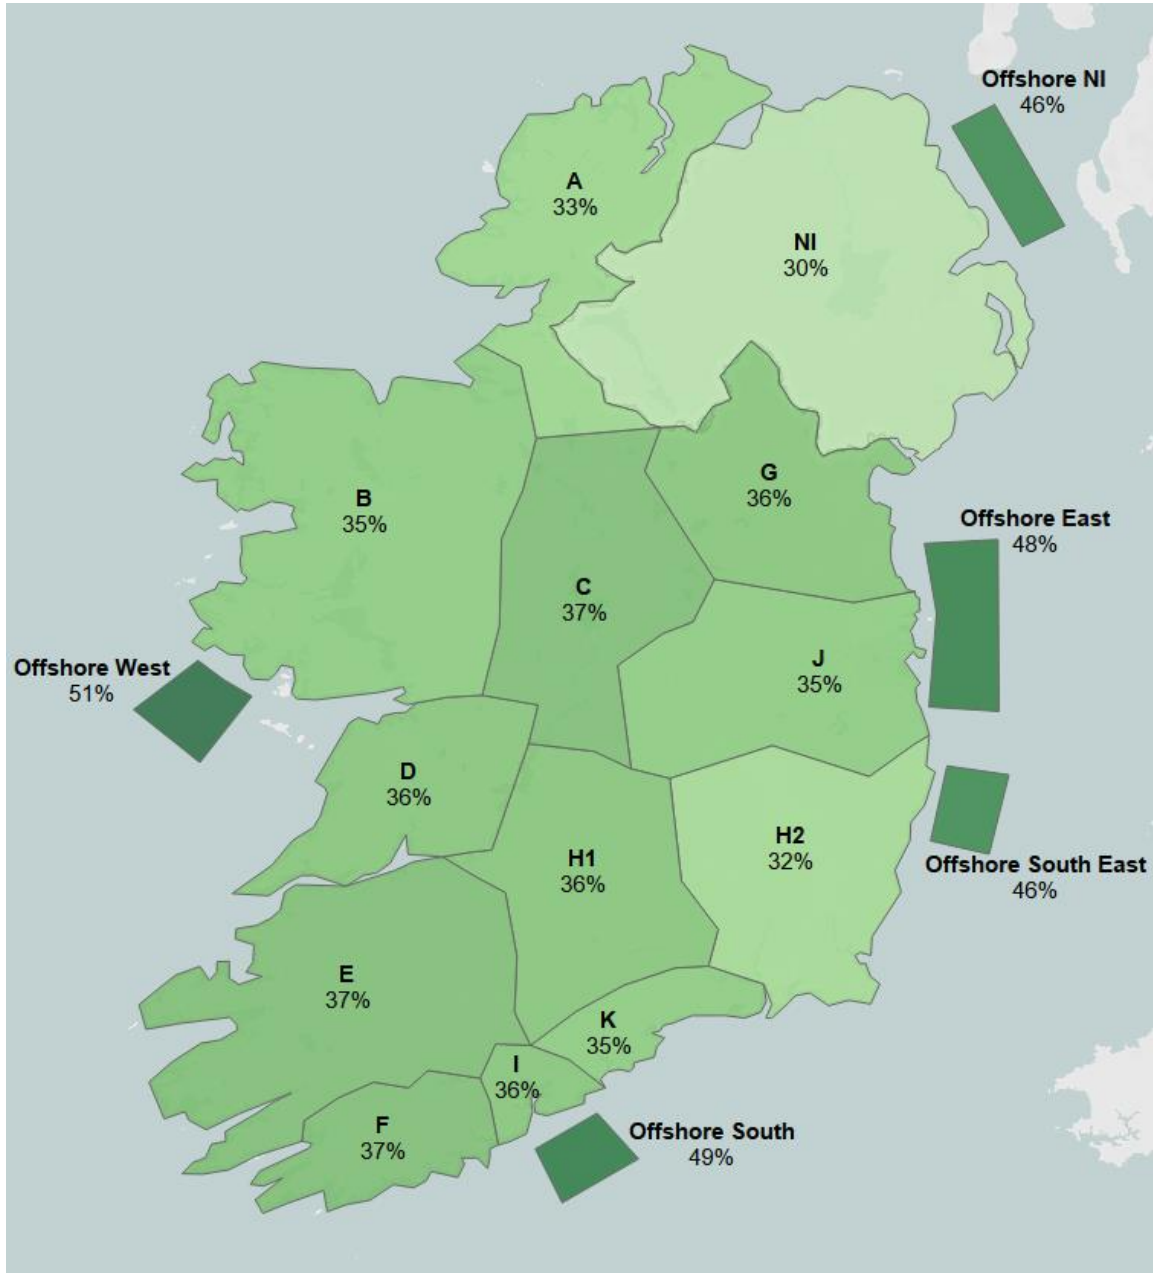 Offshore NI
46%
A
33%
NI
30%
G
36%
B
35%
Offshore East
48%
C
37%
J
35%
Offshore West
51%
D
36%
H2
32%
H1
36%
Offshore South East
46%
E
37%
K
35%
I
36%
F
37%
Offshore South
49%